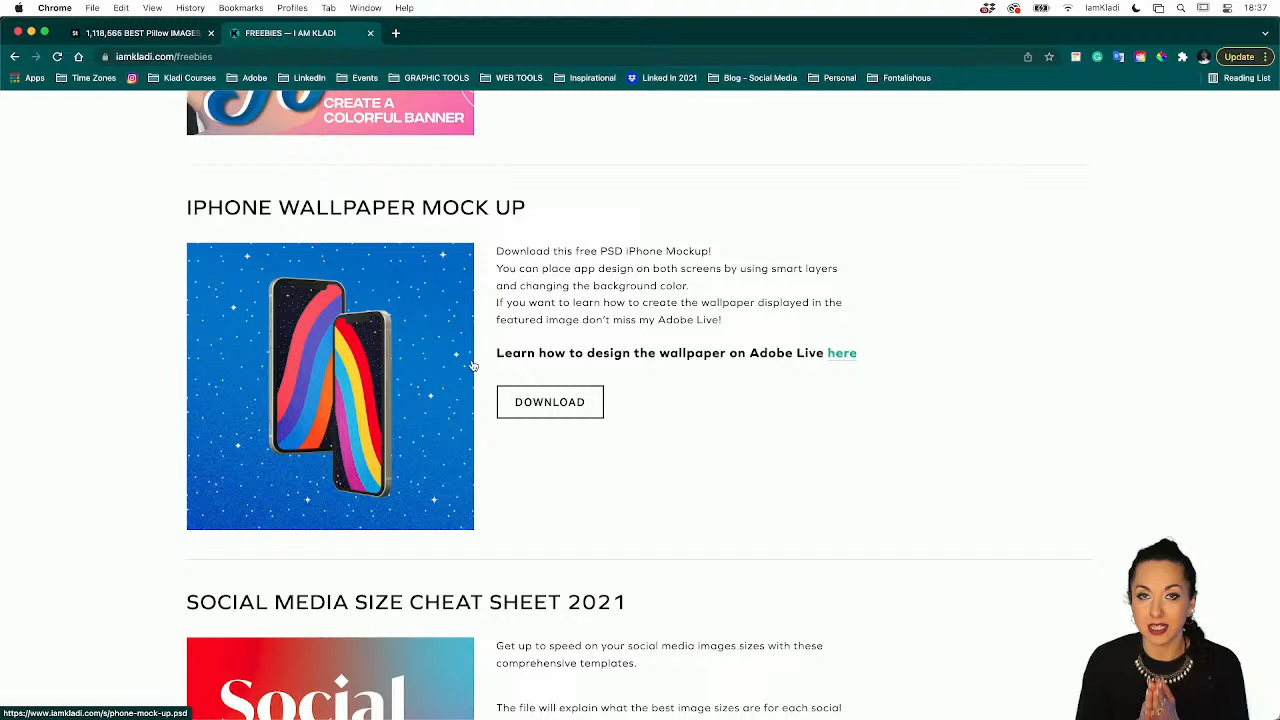 Chrome File Edit View History Bookmarks Profiles Tab Window Help IamKladi 18:37
1,118,565 BEST Pillow IMAGES FREEBIES — I AM KLADI
iamkladi.com/freebies Update
Apps Time Zones Kladi Courses Adobe LinkedIn Events GRAPHIC TOOLS WEB TOOLS Inspirational Linked In 2021 Blog - Social Media Personal Fontalishous Reading List
CREATE A
COLORFUL BANNER
IPHONE WALLPAPER MOCK UP
Download this free PSD iPhone Mockup!
You can place app design on both screens by using smart layers
and changing the background color.
If you want to learn how to create the wallpaper displayed in the
featured image don't miss my Adobe Live!
Learn how to design the wallpaper on Adobe Live here
DOWNLOAD
SOCIAL MEDIA SIZE CHEAT SHEET 2021
Get up to speed on your social media images sizes with these
comprehensive templates.
Social
The file will explain what the best image sizes are for each social
https://www.iamkladi.com/s/phone-mock-up.psd